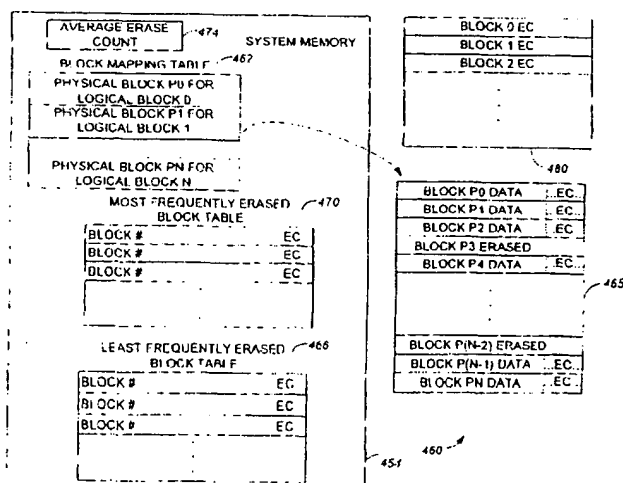 AVERAGE ERASE
COUNT
474
SYSTEM MEMORY
BLOCK MAPPING TABLE
462
PHYSICAL BLOCK P0 FOR
LOGICAL BLOCK 0
PHYSICAL BLOCK P1 FOR
LOGICAL BLOCK 1
PHYSICAL BLOCK PN FOR
LOGICAL BLOCK N
MOST FREQUENTLY ERASED
BLOCK TABLE
470
BLOCK # EC
BLOCK # EC
BLOCK # EC
LEAST FREQUENTLY ERASED
BLOCK TABLE
466
BLOCK # EC
BLOCK # EC
BLOCK # EC
454
BLOCK 0 EC
BLOCK 1 EC
BLOCK 2 EC
480
BLOCK P0 DATA EC
BLOCK P1 DATA EC
BLOCK P2 DATA EC
BLOCK P3 ERASED
BLOCK P4 DATA EC
465
BLOCK P(N-2) ERASED
BLOCK P(N-1) DATA EC
BLOCK PN DATA EC
460